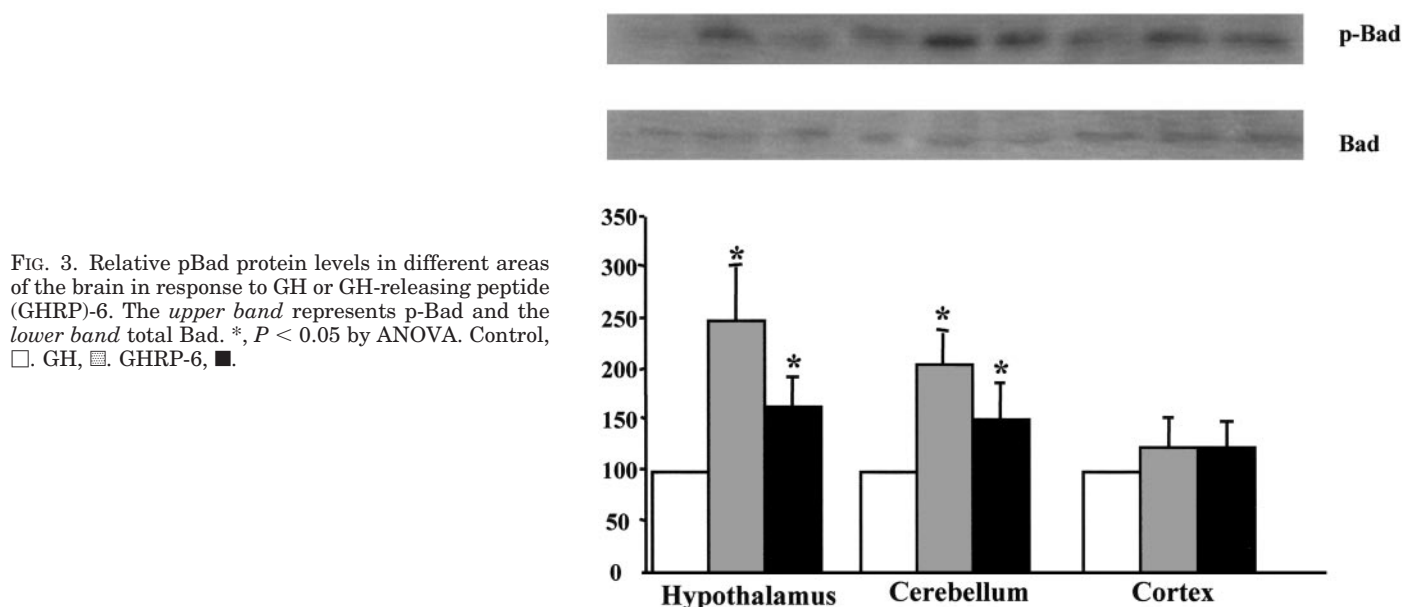 p-Bad
Bad
FIG. 3. Relative pBad protein levels in different areas
of the brain in response to GH or GH-releasing peptide
(GHRP)-6. The upper band represents p-Bad and the
lower band total Bad. *, P < 0.05 by ANOVA. Control,
□. GH, ▒. GHRP-6, ■.
350
300
250
200
150
100
50
0
*
*
*
*
Hypothalamus Cerebellum Cortex